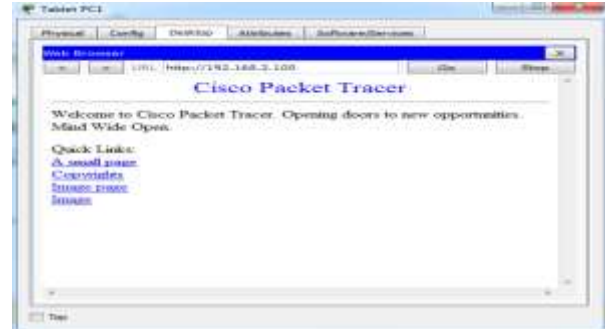 Tablet PC1
Physical Config Desktop Attributes Software/Services
Web Browser
< > URL http://192.168.2.100 Go Stop
Cisco Packet Tracer
Welcome to Cisco Packet Tracer. Opening doors to new opportunities.
Mind Wide Open.
Quick Links:
A small page
Copyrights
Image page
Image
Top